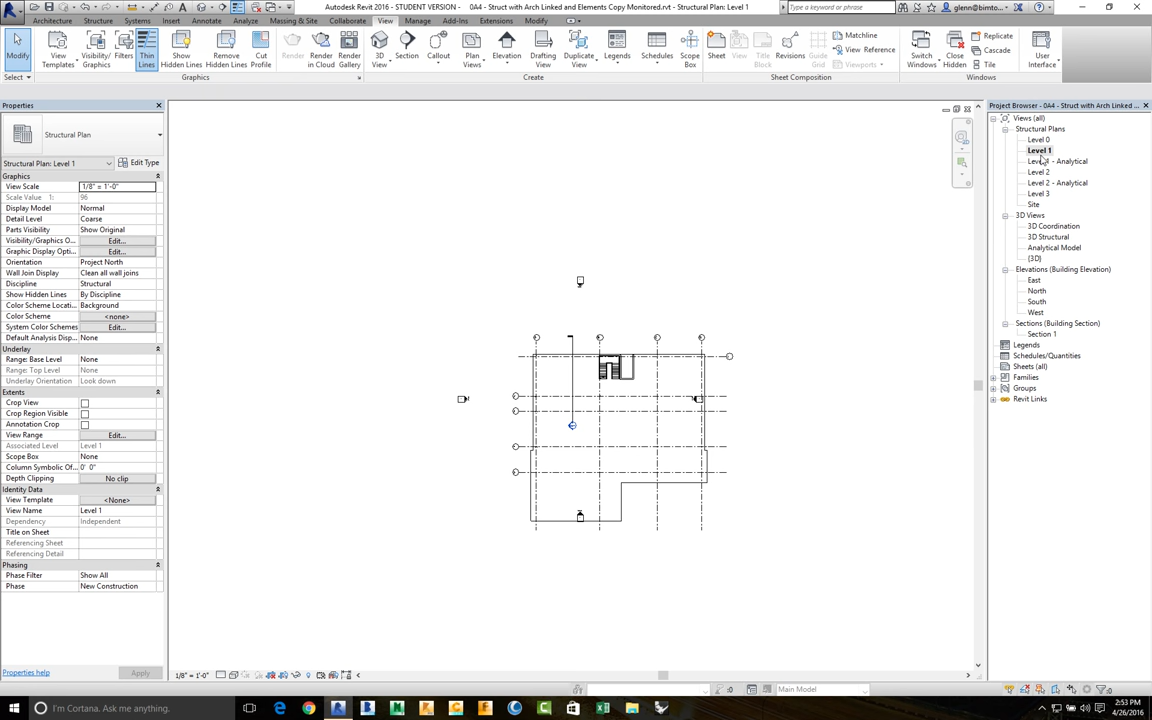 Autodesk Revit 2016 - STUDENT VERSION - 0A4 - Struct with Arch Linked and Elements Copy Monitored.rvt - Structural Plan: Level 1
Type a keyword or phrase
glenn@bimto...
Architecture Structure Systems Insert Annotate Analyze Massing & Site Collaborate View Manage Add-Ins Extensions Modify
Modify
View Templates
Visibility/ Graphics
Filters
Thin Lines
Show Hidden Lines
Remove Hidden Lines
Cut Profile
Render
Render in Cloud
Render Gallery
3D View
Section
Callout
Plan Views
Elevation
Drafting View
Duplicate View
Legends
Schedules
Scope Box
Sheet
View
Title Block
Revisions
Guide Grid
Matchline
View Reference
Viewports
Switch Windows
Close Hidden
Replicate
Cascade
Tile
User Interface
Select
Graphics
Create
Sheet Composition
Windows
Properties
Structural Plan
Structural Plan: Level 1
Edit Type
Graphics
View Scale 1/8" = 1'-0"
Scale Value 1: 96
Display Model Normal
Detail Level Coarse
Parts Visibility Show Original
Visibility/Graphics O... Edit...
Graphic Display Opti... Edit...
Orientation Project North
Wall Join Display Clean all wall joins
Discipline Structural
Show Hidden Lines By Discipline
Color Scheme Locati... Background
Color Scheme <none>
System Color Schemes Edit...
Default Analysis Disp... None
Underlay
Range: Base Level None
Range: Top Level None
Underlay Orientation Look down
Extents
Crop View
Crop Region Visible
Annotation Crop
View Range Edit...
Associated Level Level 1
Scope Box None
Column Symbolic Of... 0' 0"
Depth Clipping No clip
Identity Data
View Template <None>
View Name Level 1
Dependency Independent
Title on Sheet
Referencing Sheet
Referencing Detail
Phasing
Phase Filter Show All
Phase New Construction
Properties help
Apply
1/8" = 1'-0"
Project Browser - 0A4 - Struct with Arch Linked ...
Views (all)
Structural Plans
Level 0
Level 1
Level 1 - Analytical
Level 2
Level 2 - Analytical
Level 3
Site
3D Views
3D Coordination
3D Structural
Analytical Model
{3D}
Elevations (Building Elevation)
East
North
South
West
Sections (Building Section)
Section 1
Legends
Schedules/Quantities
Sheets (all)
Families
Groups
Revit Links
:0
Main Model
:0
I'm Cortana. Ask me anything.
2:53 PM
4/26/2016